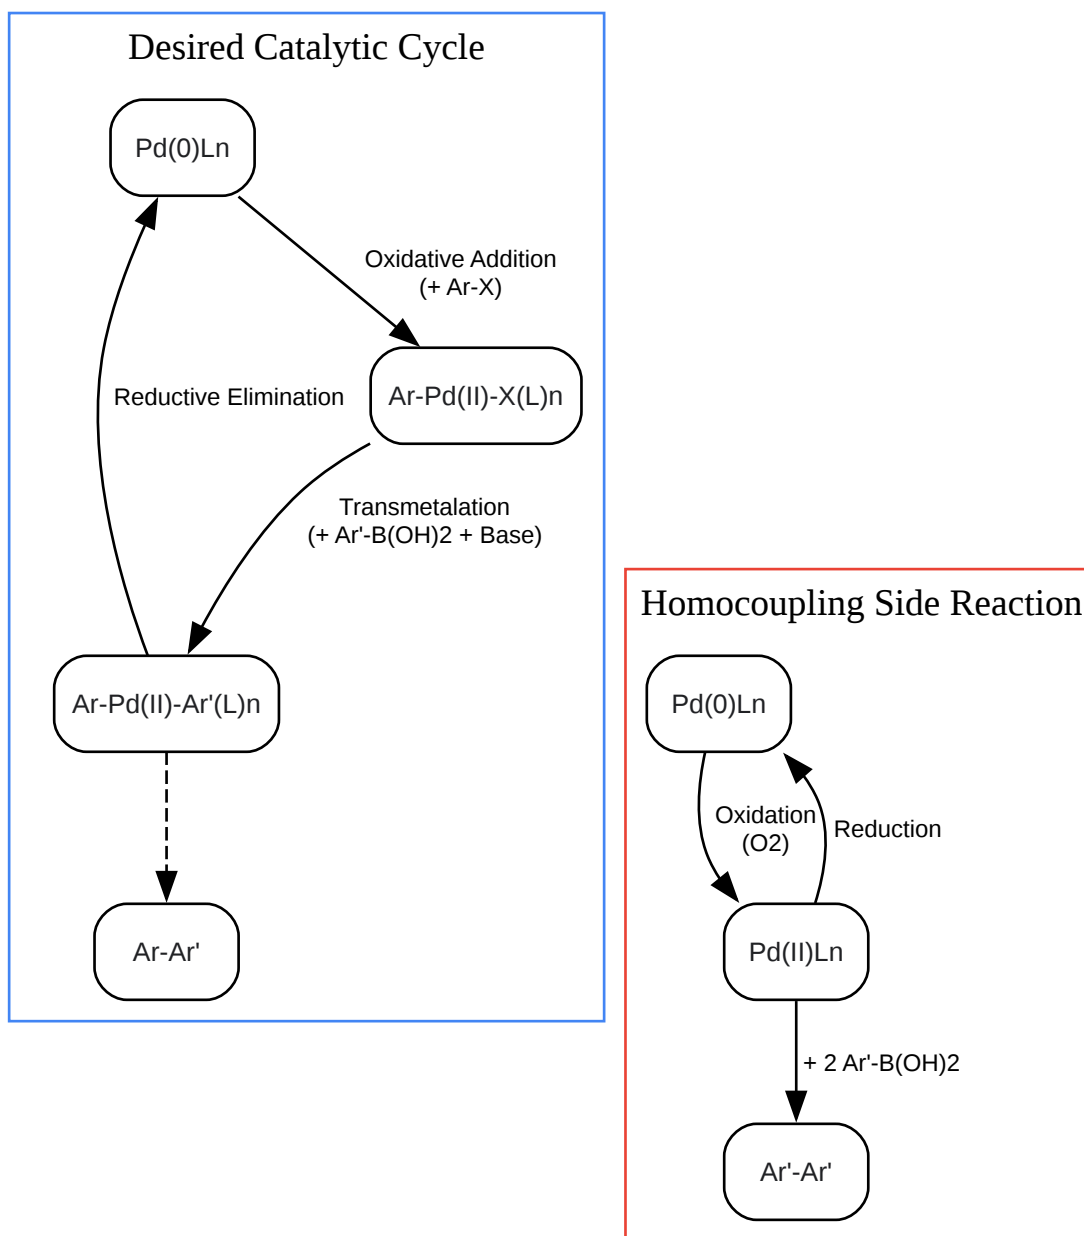 Desired Catalytic Cycle
Pd(0)Ln
Oxidative Addition
(+ Ar-X)
Reductive Elimination
Ar-Pd(II)-X(L)n
Transmetalation
(+ Ar'-B(OH)2 + Base)
Ar-Pd(II)-Ar'(L)n
Ar-Ar'
Homocoupling Side Reaction
Pd(0)Ln
Oxidation
(O2)
Reduction
Pd(II)Ln
+ 2 Ar'-B(OH)2
Ar'-Ar'